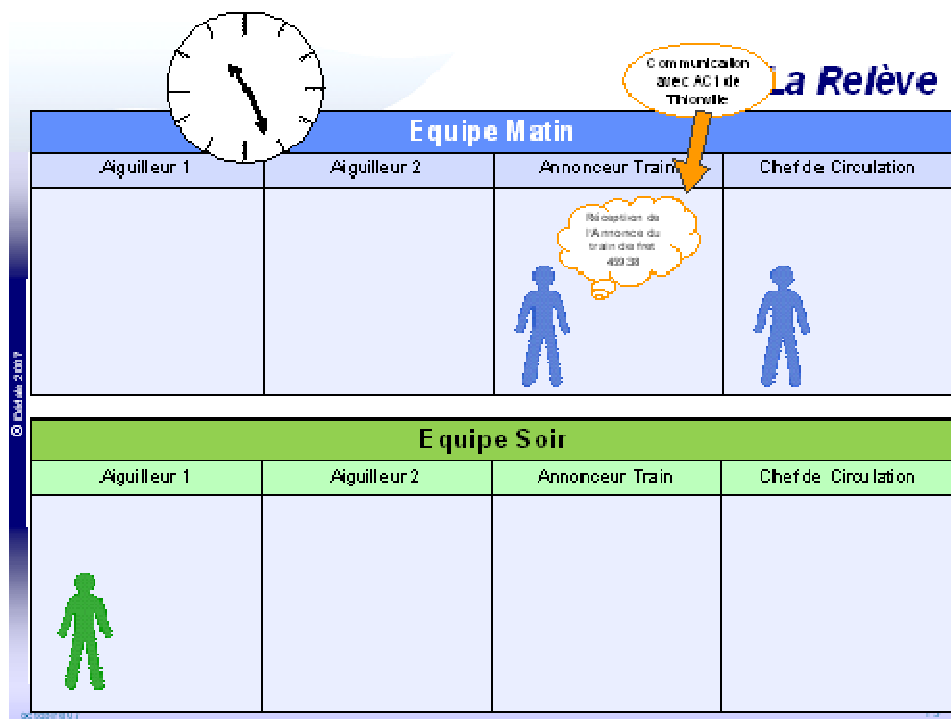 Communication
avec AC1 de
Thionville
La Relève
Equipe Matin
Aiguilleur 1
Aiguilleur 2
Annonceur Train
Chef de Circulation
Réception de
l'Annonce du
train de fret
Equipe Soir
Aiguilleur 1
Aiguilleur 2
Annonceur Train
Chef de Circulation